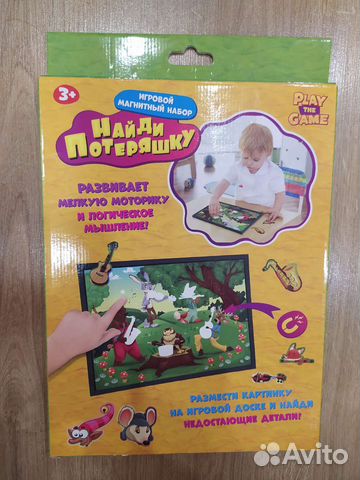 3+
ИГРОВОЙ
МАГНИТНЫЙ НАБОР
НАЙДИ
ПОТЕРЯШКУ
PLAY
THE
GAME
РАЗВИВАЕТ
МЕЛКУЮ МОТОРИКУ
И ЛОГИЧЕСКОЕ
МЫШЛЕНИЕ!
РАЗМЕСТИ КАРТИНКУ
НА ИГРОВОЙ ДОСКЕ И НАЙДИ
НЕДОСТАЮЩИЕ ДЕТАЛИ!
Avito